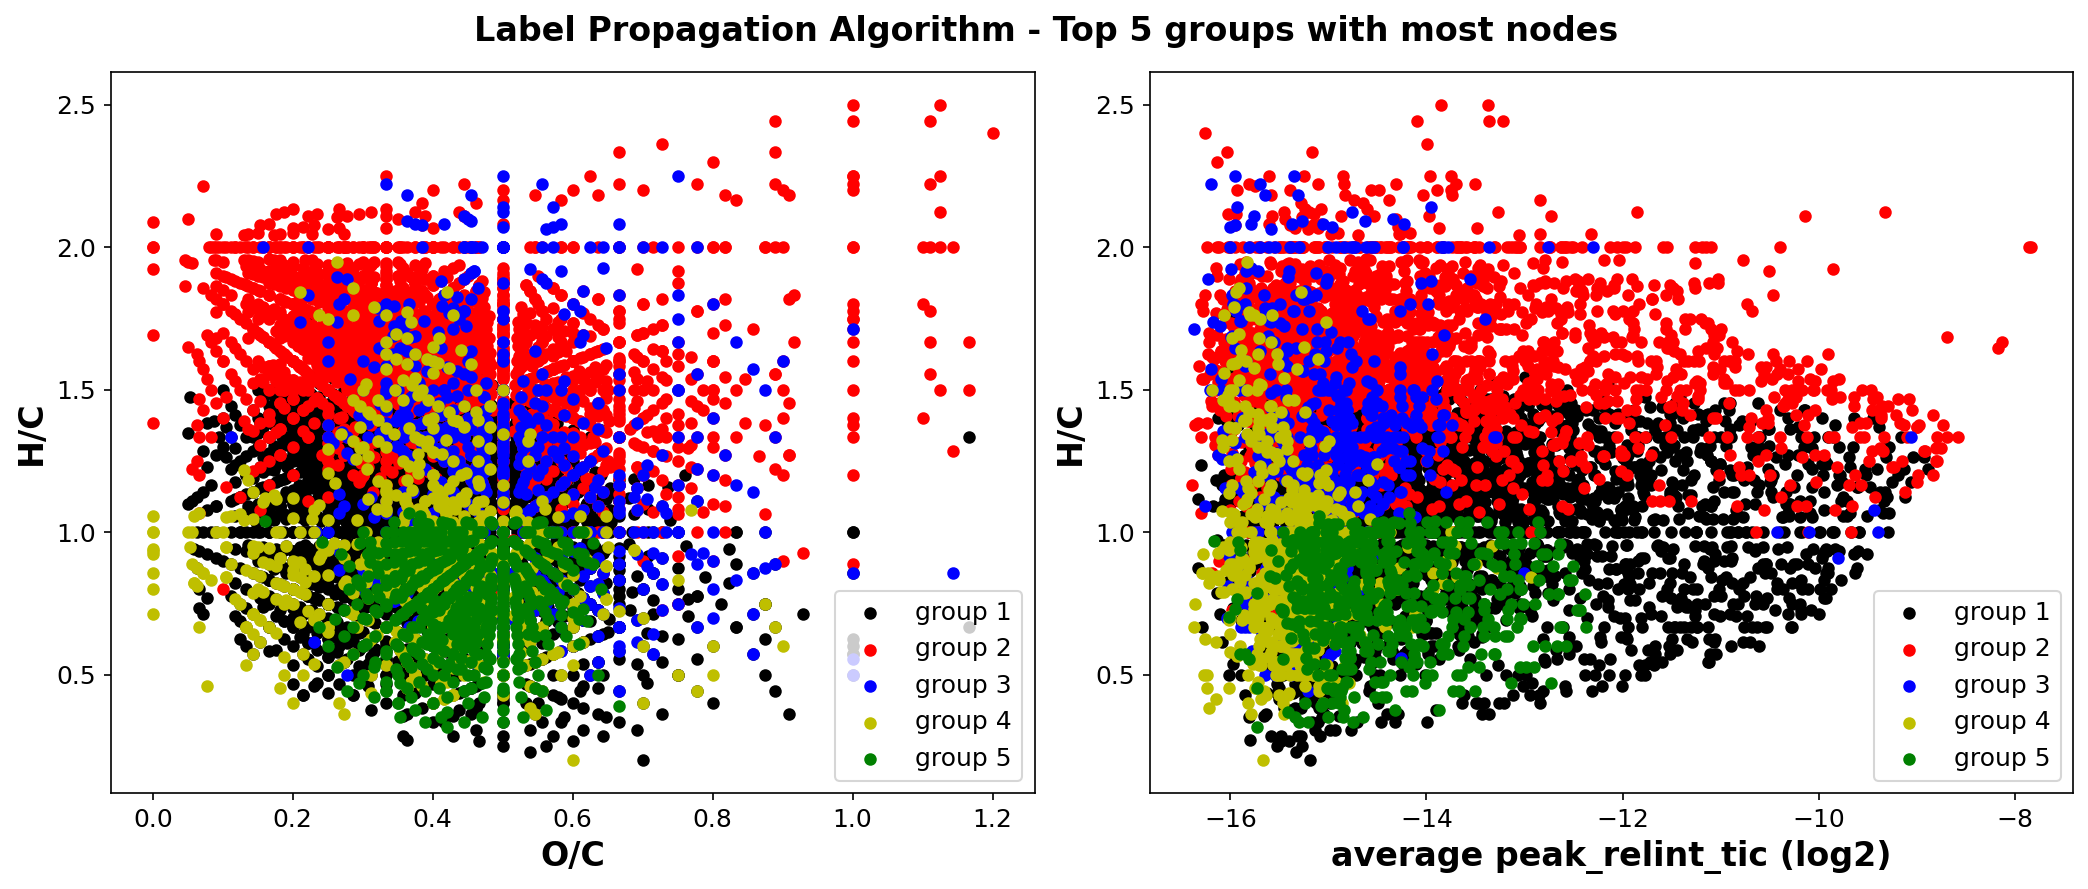 Label Propagation Algorithm - Top 5 groups with most nodes
H/C
2.5
2.0
1.5
1.0
0.5
0.0
0.2
0.4
0.6
0.8
1.0
1.2
O/C
group 1
group 2
group 3
group 4
group 5
H/C
2.5
2.0
1.5
1.0
0.5
−16
−14
−12
−10
−8
average peak_relint_tic (log2)
group 1
group 2
group 3
group 4
group 5